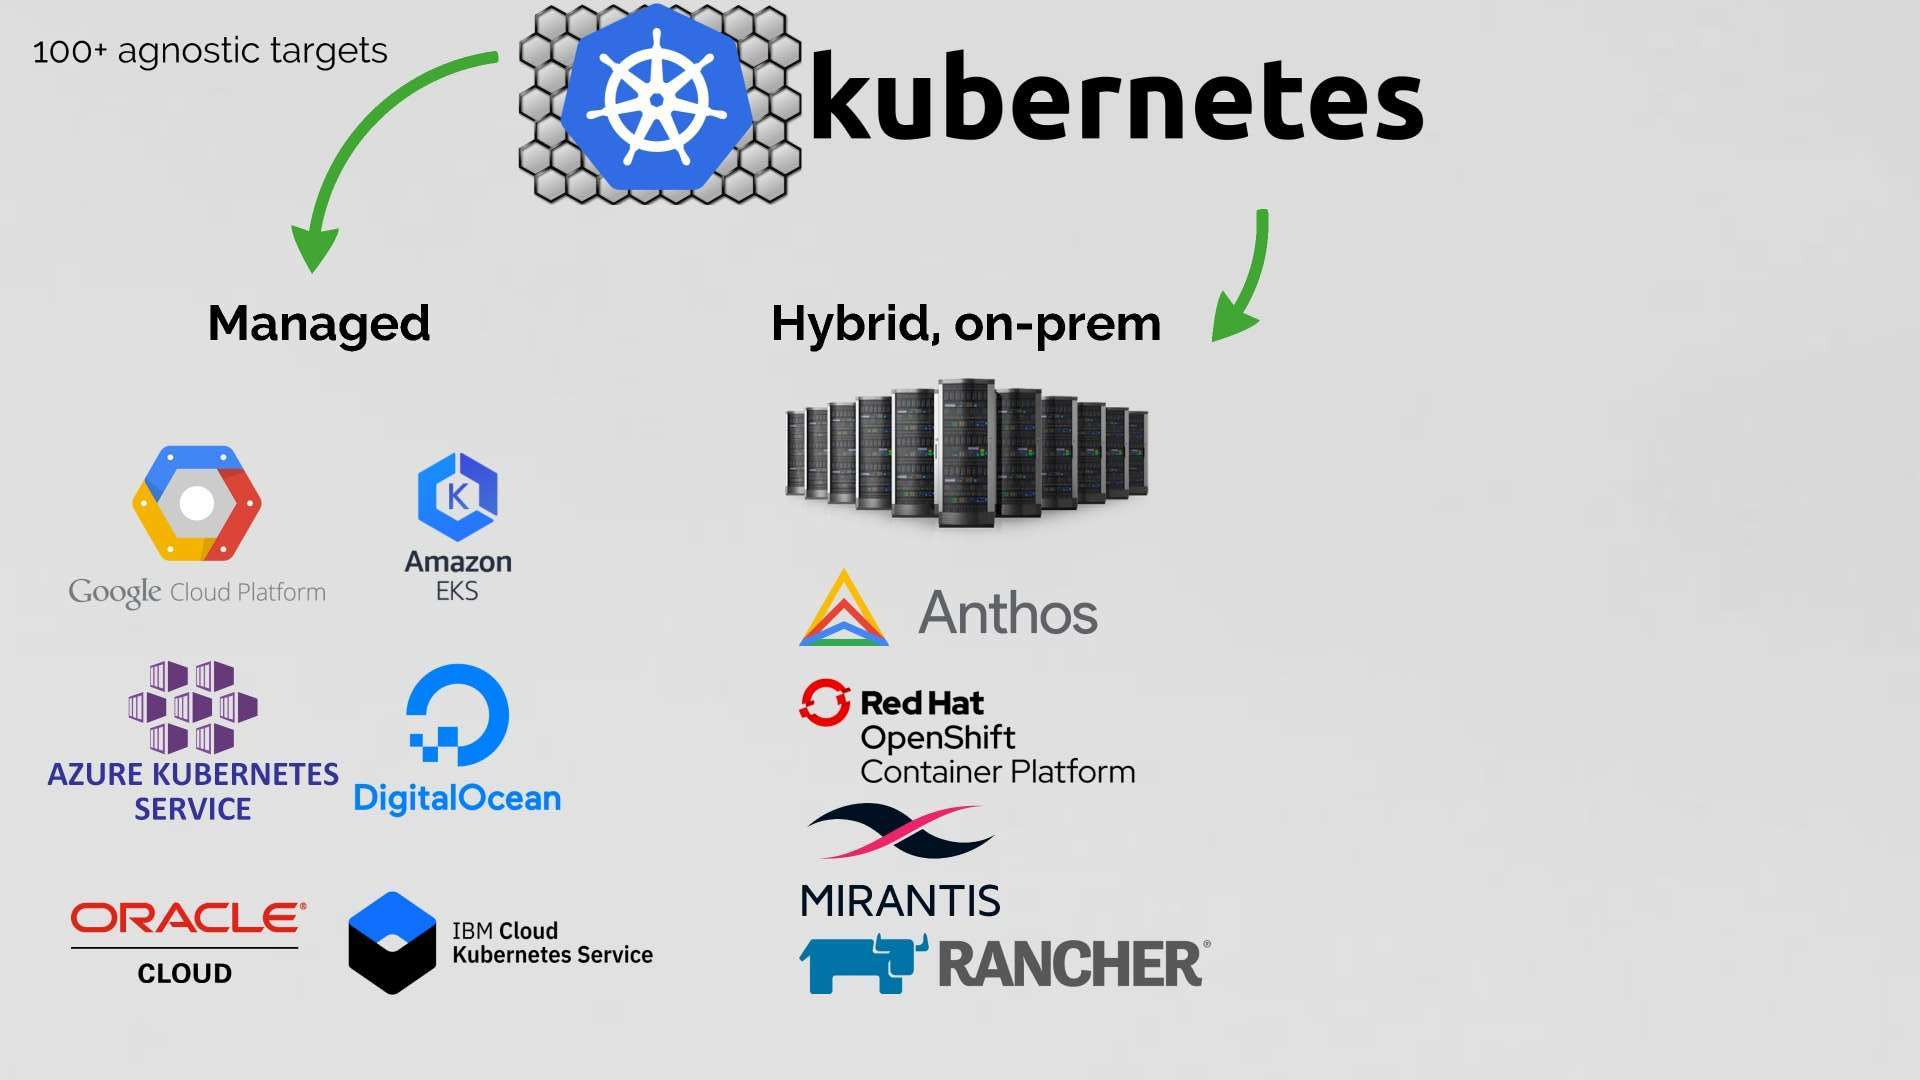 100+ agnostic targets
kubernetes
Managed
Hybrid, on-prem
Google Cloud Platform
K
Amazon
EKS
AZURE KUBERNETES
SERVICE
DigitalOcean
ORACLE®
CLOUD
IBM Cloud
Kubernetes Service
Anthos
Red Hat
OpenShift
Container Platform
MIRANTIS
RANCHER®